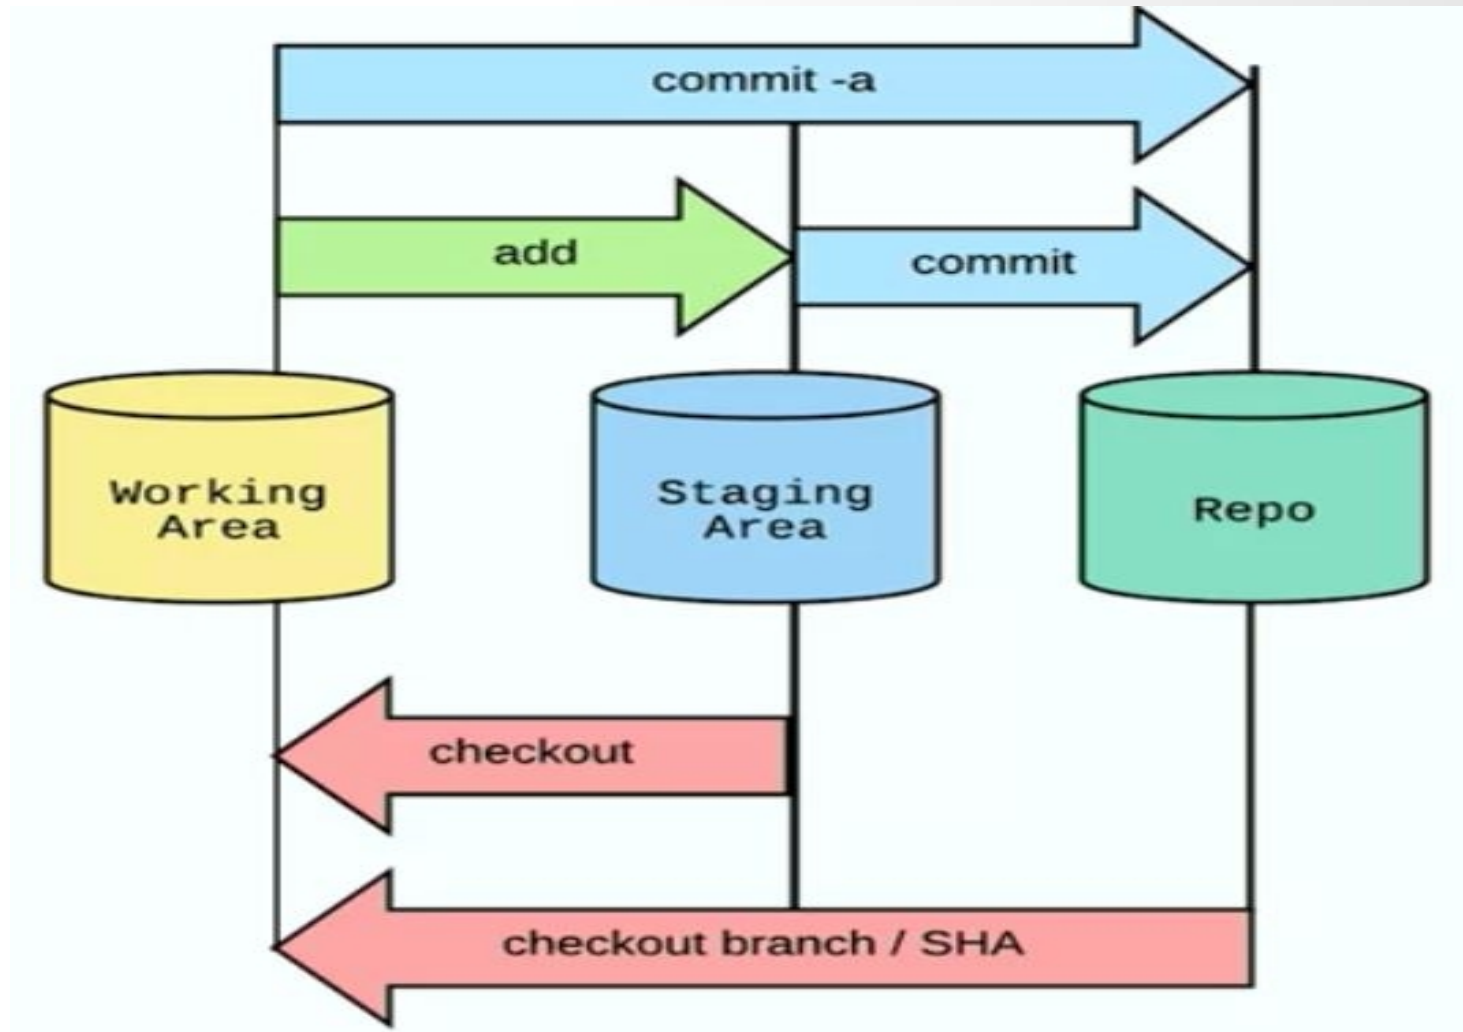 commit -a
add
commit
Working
Area
Staging
Area
Repo
checkout
checkout branch / SHA